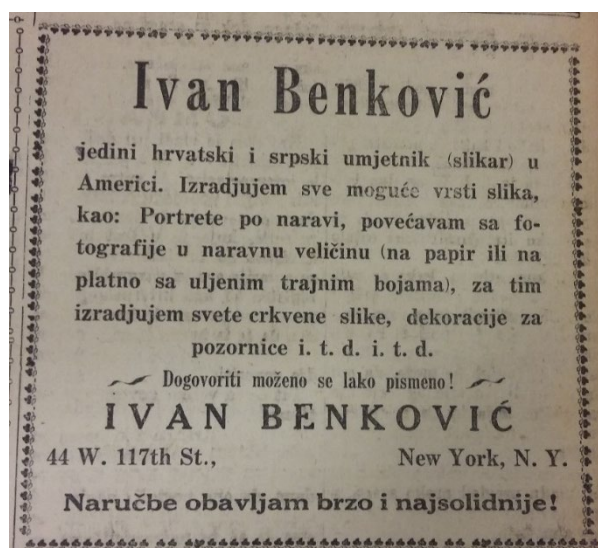 Ivan Benković
jedini hrvatski i srpski umjetnik (slikar) u
Americi. Izradjujem sve moguće vrsti slika,
kao: Portrete po naravi, povećavam sa fo-
tografije u naravnu veličinu (na papir ili na
platno sa uljenim trajnim bojama), za tim
izradjujem svete crkvene slike, dekoracije za
pozornice i. t. d. i. t. d.
Dogovoriti moženo se lako pismeno!
IVAN BENKOVIĆ
44 W. 117th St., New York, N. Y.
Naručbe obavljam brzo i najsolidnije!